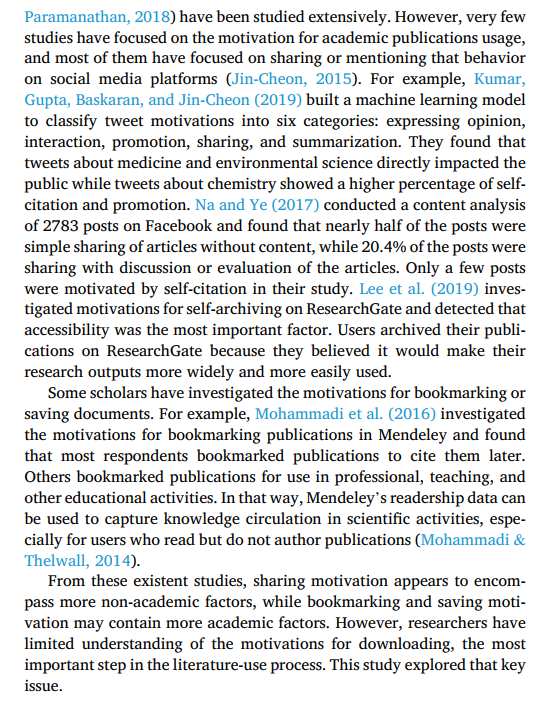 Paramanathan, 2018) have been studied extensively. However, very few
studies have focused on the motivation for academic publications usage,
and most of them have focused on sharing or mentioning that behavior
on social media platforms (Jin-Cheon, 2015). For example, Kumar,
Gupta, Baskaran, and Jin-Cheon (2019) built a machine learning model
to classify tweet motivations into six categories: expressing opinion,
interaction, promotion, sharing, and summarization. They found that
tweets about medicine and environmental science directly impacted the
public while tweets about chemistry showed a higher percentage of self-
citation and promotion. Na and Ye (2017) conducted a content analysis
of 2783 posts on Facebook and found that nearly half of the posts were
simple sharing of articles without content, while 20.4% of the posts were
sharing with discussion or evaluation of the articles. Only a few posts
were motivated by self-citation in their study. Lee et al. (2019) inves-
tigated motivations for self-archiving on ResearchGate and detected that
accessibility was the most important factor. Users archived their publi-
cations on ResearchGate because they believed it would make their
research outputs more widely and more easily used.
Some scholars have investigated the motivations for bookmarking or
saving documents. For example, Mohammadi et al. (2016) investigated
the motivations for bookmarking publications in Mendeley and found
that most respondents bookmarked publications to cite them later.
Others bookmarked publications for use in professional, teaching, and
other educational activities. In that way, Mendeley's readership data can
be used to capture knowledge circulation in scientific activities, espe-
cially for users who read but do not author publications (Mohammadi &
Thelwall, 2014).
From these existent studies, sharing motivation appears to encom-
pass more non-academic factors, while bookmarking and saving moti-
vation may contain more academic factors. However, researchers have
limited understanding of the motivations for downloading, the most
important step in the literature-use process. This study explored that key
issue.